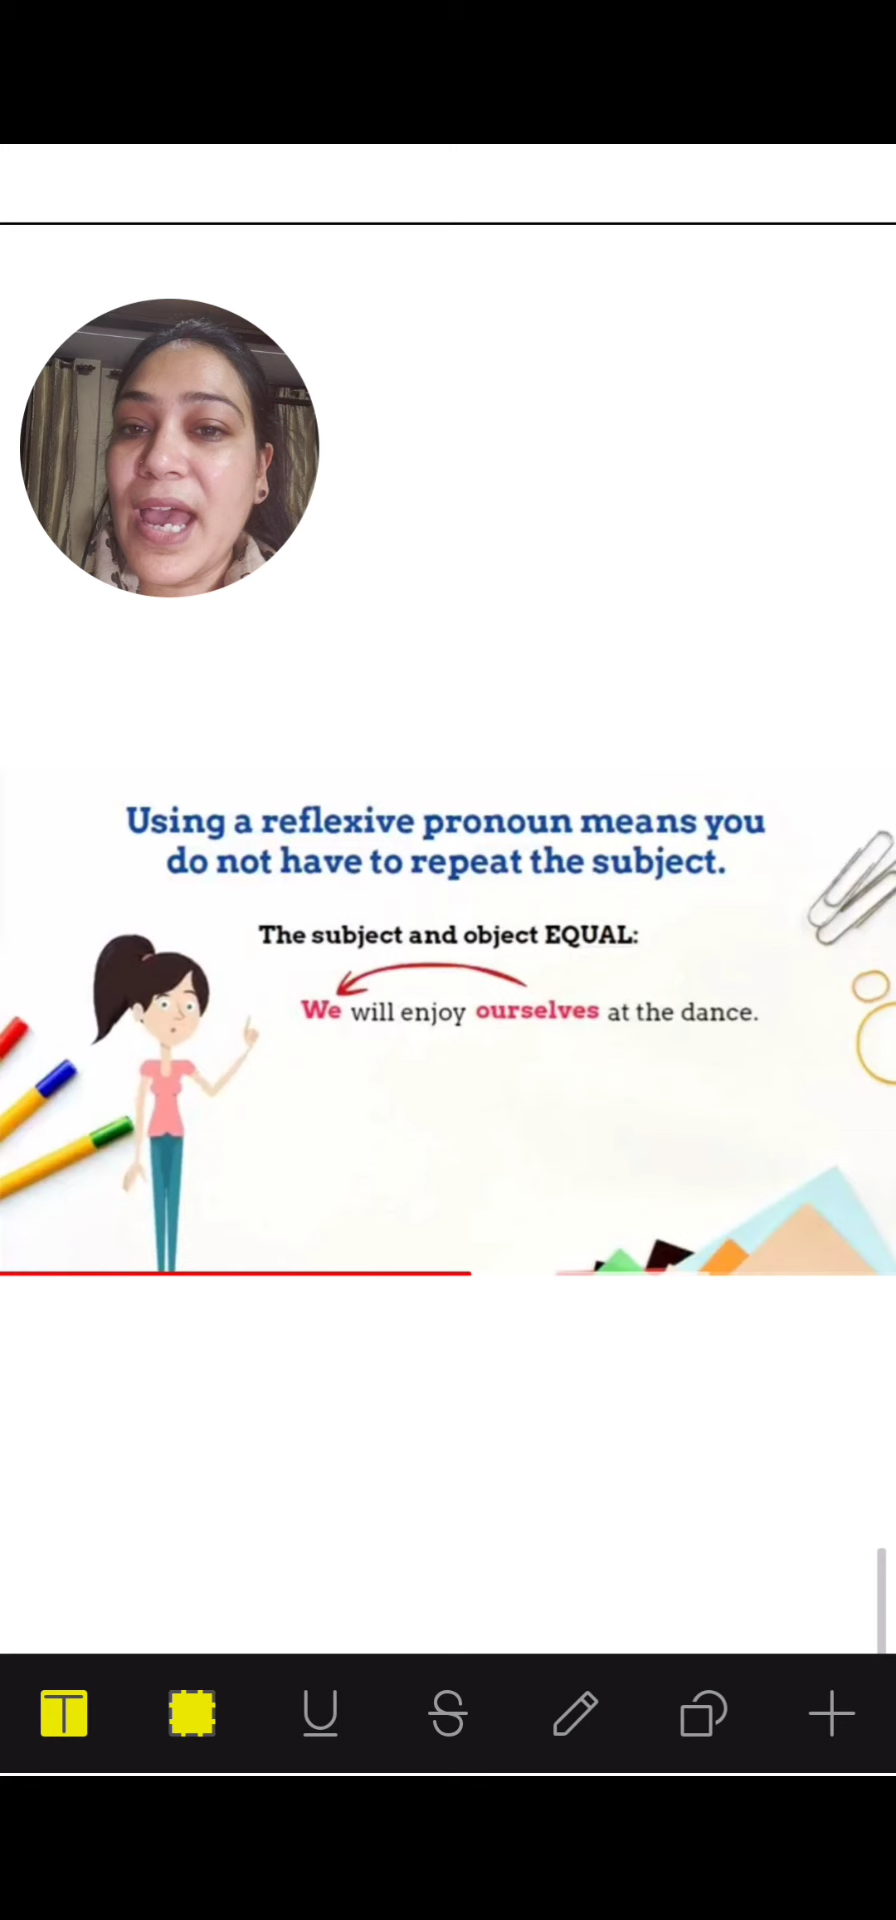 Using a reflexive pronoun means you
do not have to repeat the subject.
The subject and object EQUAL:
We will enjoy ourselves at the dance.